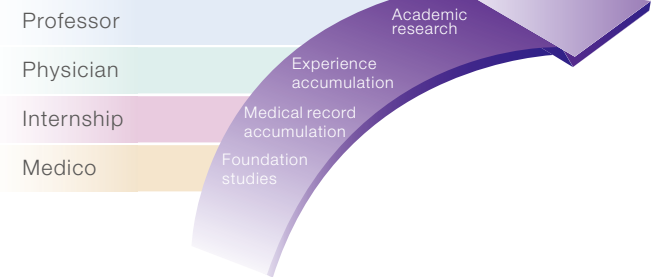 Professor
Academic
research
Physician
Experience
accumulation
Internship
Medical record
accumulation
Medico
Foundation
studies